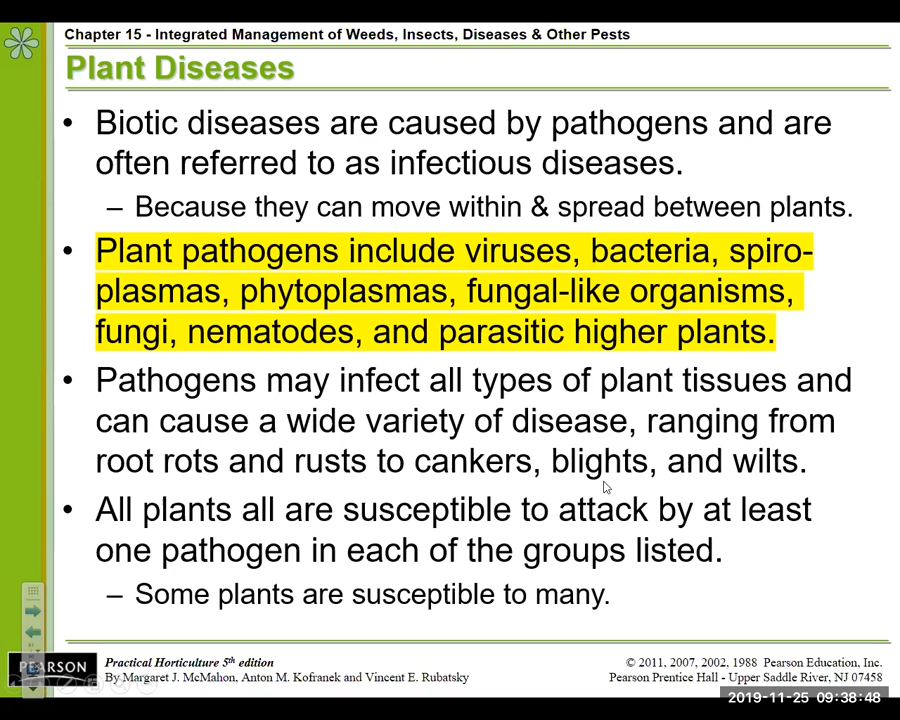 Chapter 15 - Integrated Management of Weeds, Insects, Diseases & Other Pests
Plant Diseases
• Biotic diseases are caused by pathogens and are
often referred to as infectious diseases.
– Because they can move within & spread between plants.
• Plant pathogens include viruses, bacteria, spiro-
plasmas, phytoplasmas, fungal-like organisms,
fungi, nematodes, and parasitic higher plants.
• Pathogens may infect all types of plant tissues and
can cause a wide variety of disease, ranging from
root rots and rusts to cankers, blights, and wilts.
• All plants all are susceptible to attack by at least
one pathogen in each of the groups listed.
– Some plants are susceptible to many.
PEARSON
Practical Horticulture 5th edition
By Margaret J. McMahon, Anton M. Kofranek and Vincent E. Rubatsky
© 2011, 2007, 2002, 1988 Pearson Education, Inc.
Pearson Prentice Hall - Upper Saddle River, NJ 07458
2019-11-25 09:38:48